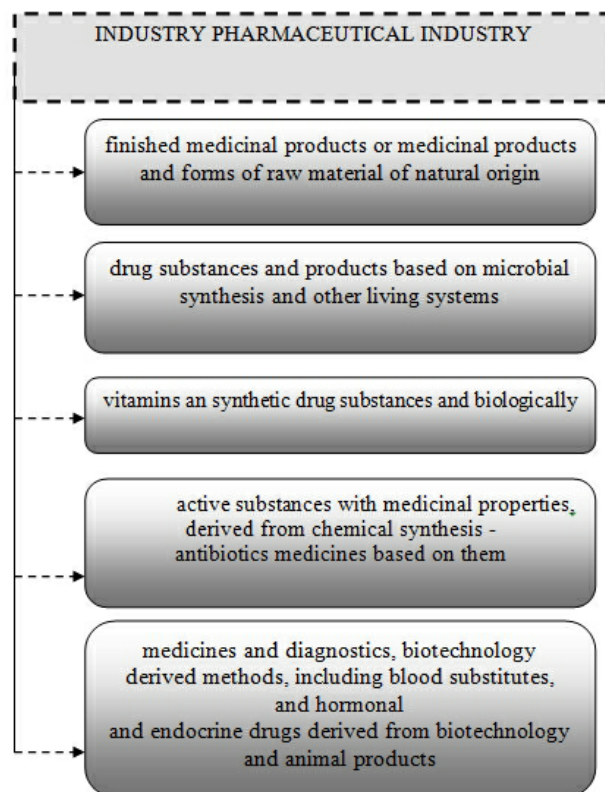 INDUSTRY PHARMACEUTICAL INDUSTRY
finished medicinal products or medicinal products
and forms of raw material of natural origin
drug substances and products based on microbial
synthesis and other living systems
vitamins an synthetic drug substances and biologically
active substances with medicinal properties,
derived from chemical synthesis -
antibiotics medicines based on them
medicines and diagnostics, biotechnology
derived methods, including blood substitutes,
and hormonal
and endocrine drugs derived from biotechnology
and animal products